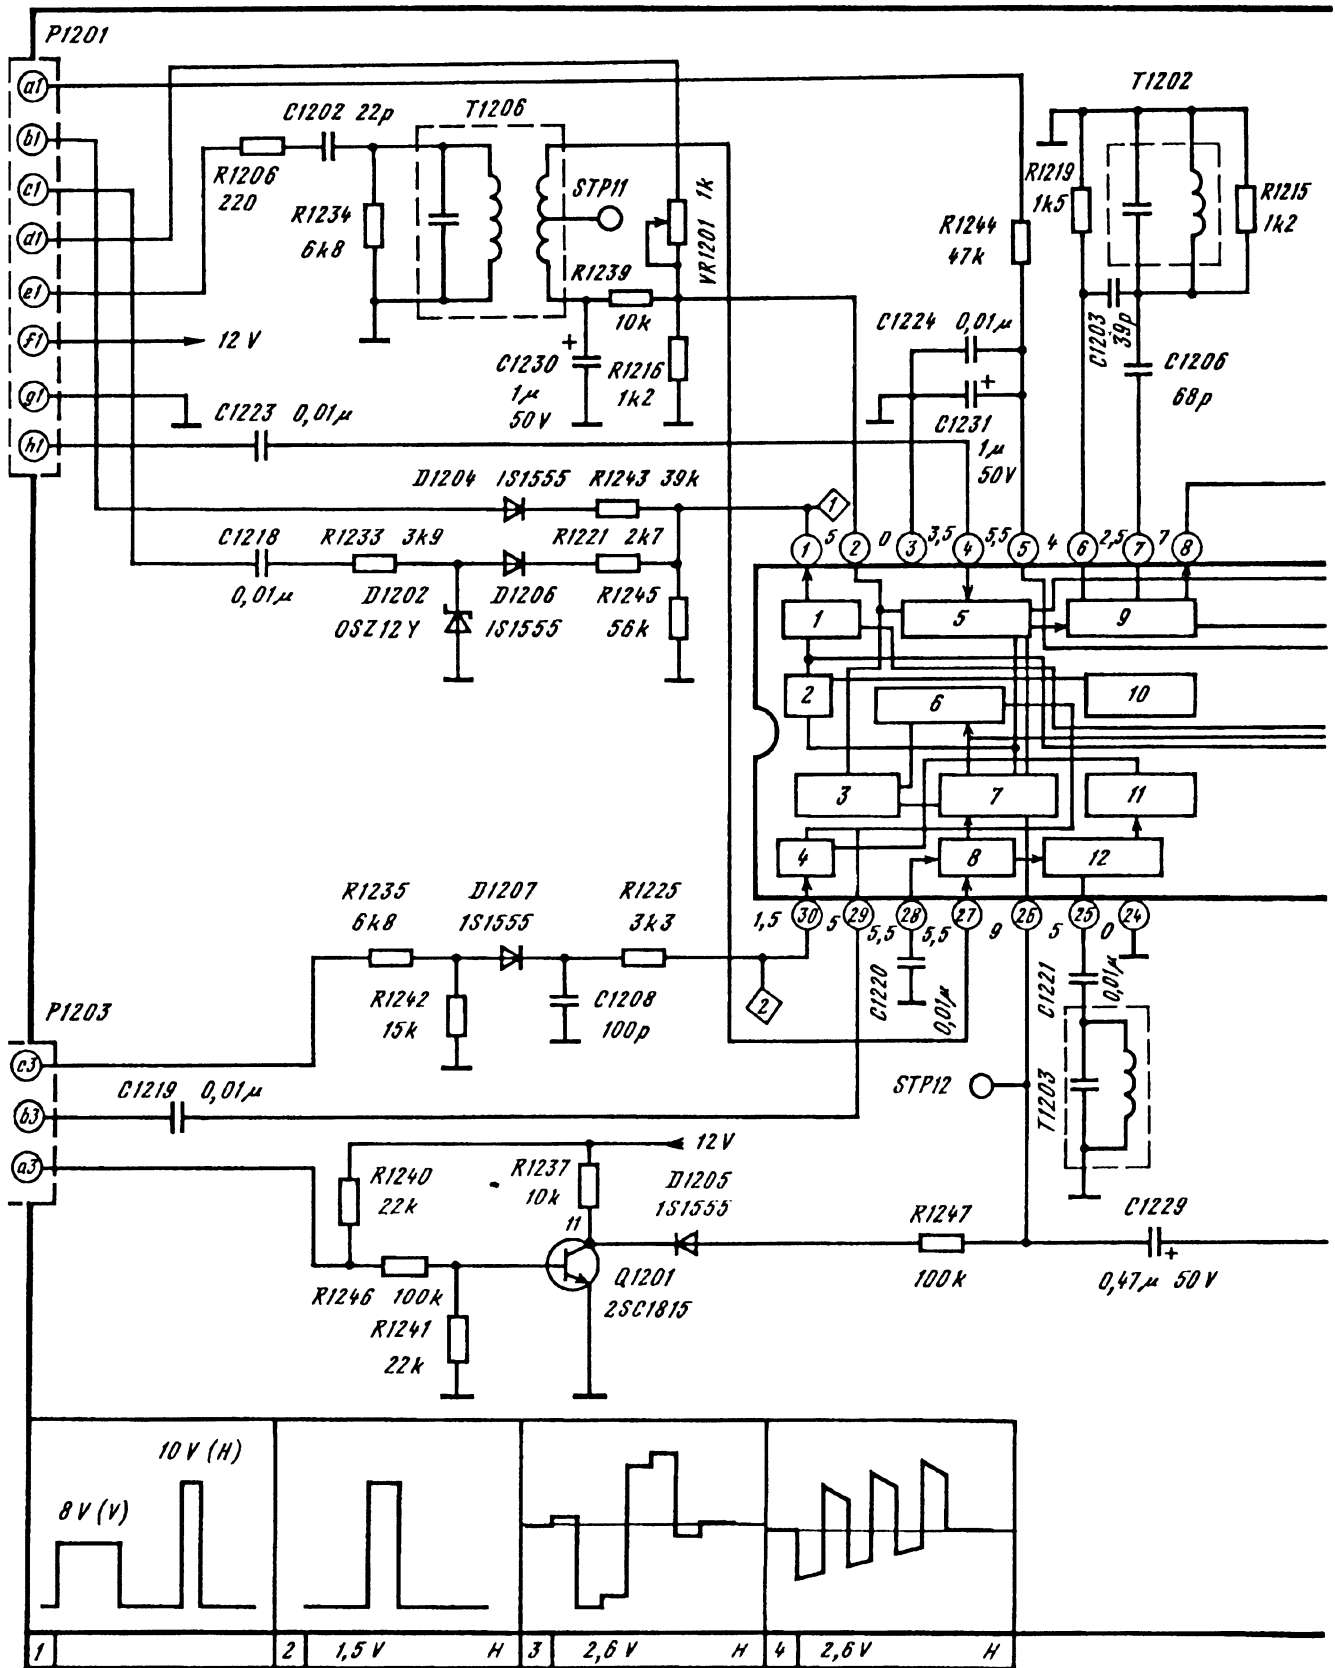 P1201
a1
b1
c1
d1
e1
f1
g1
h1
12 V
C1202 22p
T1206
R1206
220
R1234
6k8
STP11
VR1201 1k
R1239
10k
C1230
1µ
50V
R1216
1k2
C1223 0,01µ
R1244
47k
C1224 0,01µ
C1231
1µ
50V
T1202
R1219
1k5
R1215
1k2
C1203
39p
C1206
68p
D1204 1S1555 R1243 39k
C1218
0,01µ
R1233 3k9
D1202
OSZ12Y
D1206
1S1555
R1221 2k7
R1245
56k
1
1 5 2 0 3 3,5 4 5,5 5 4 6 2,5 7 7 8
1
5
9
2
6
10
3
7
11
4
8
12
1,5 30 5 29 5,5 28 5,5 27 9 26 5 25 0 24
R1235
6k8
D1207
1S1555
R1225
3k3
R1242
15k
C1208
100p
2
C1220
0,01µ
C1221
0,01µ
T1203
STP12
P1203
c3
b3
a3
C1219 0,01µ
12V
R1240
22k
R1237
10k
D1205
1S1555
11
Q1201
2SC1815
R1246 100k
R1241
22k
R1247
100k
C1229
0,47µ 50V
10 V (H)
8 V (V)
1
2 1,5 V H
3 2,6 V H
4 2,6 V H